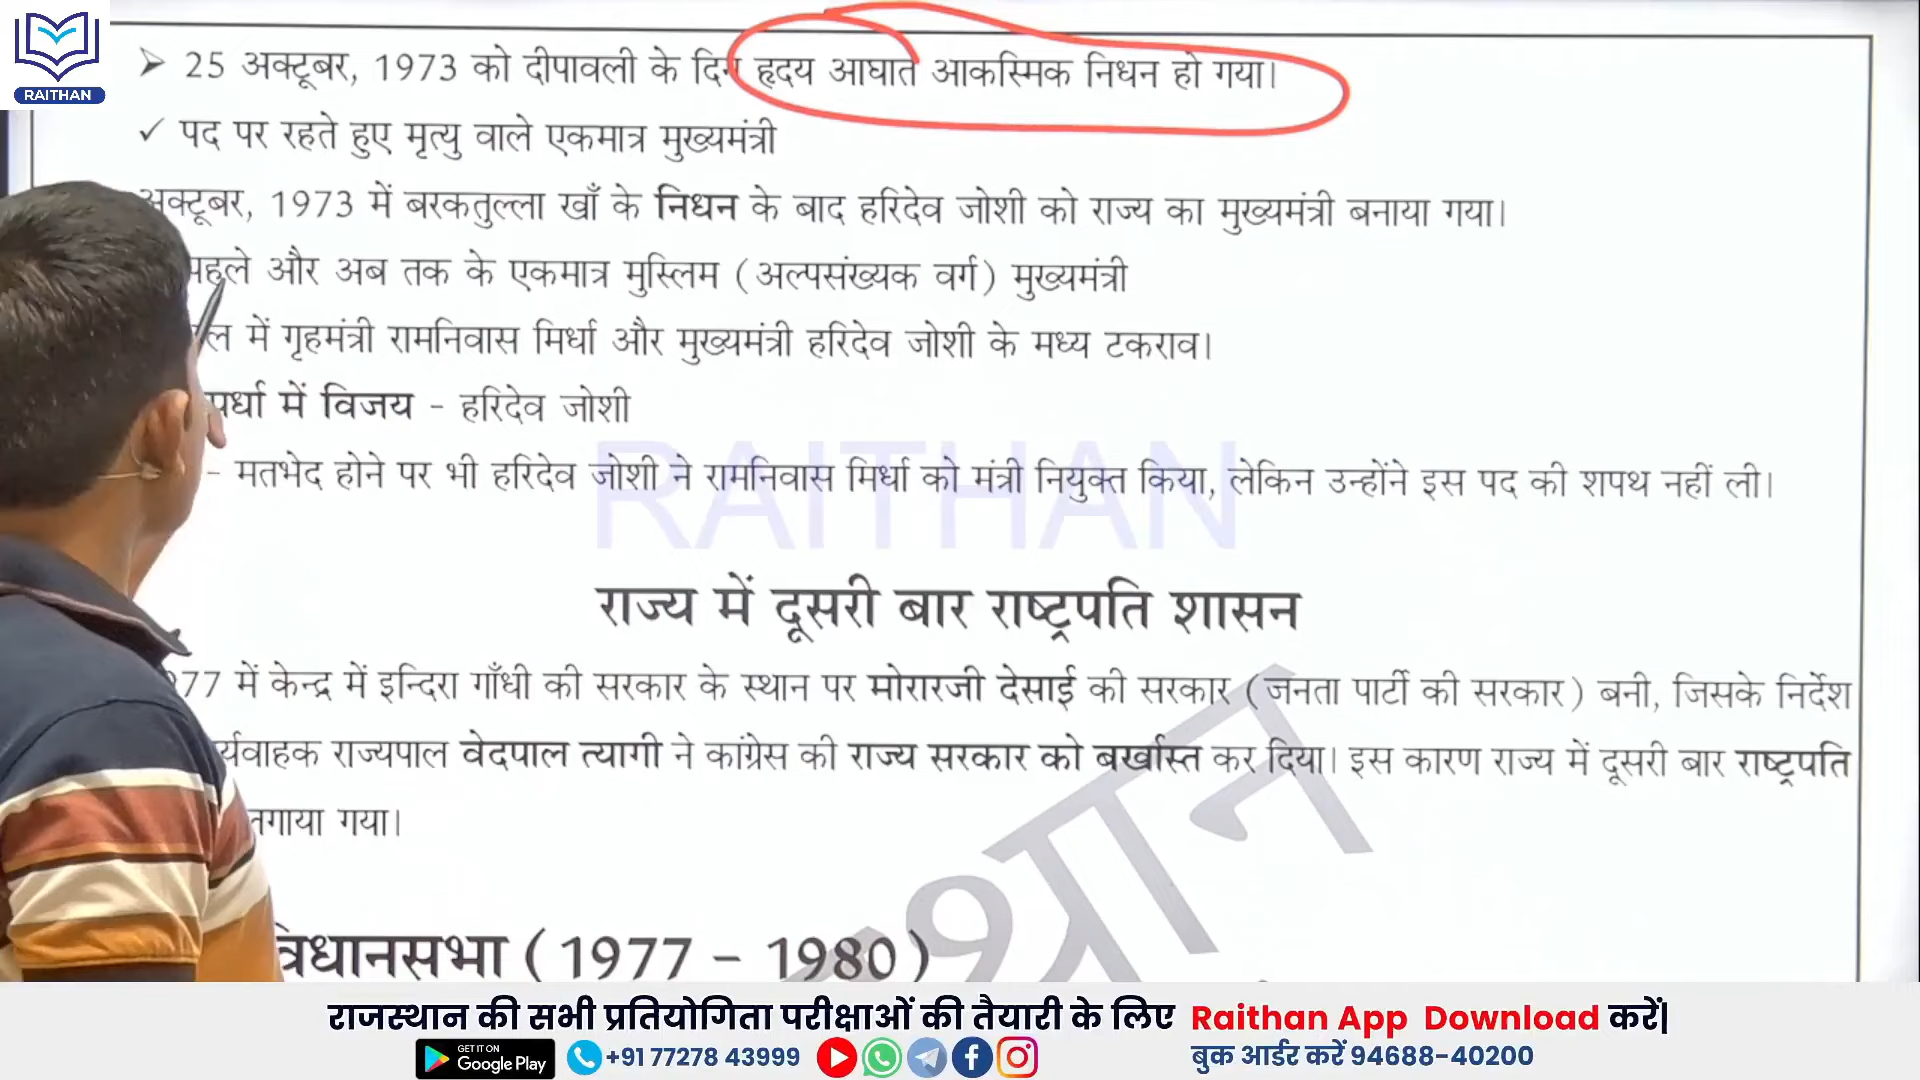 RAITHAN
➤ 25 अक्टूबर, 1973 को दीपावली के दिन हृदय आघात आकस्मिक निधन हो गया।
✓ पद पर रहते हुए मृत्यु वाले एकमात्र मुख्यमंत्री
अक्टूबर, 1973 में बरकतुल्ला खाँ के निधन के बाद हरिदेव जोशी को राज्य का मुख्यमंत्री बनाया गया।
पहले और अब तक के एकमात्र मुस्लिम (अल्पसंख्यक वर्ग) मुख्यमंत्री
में गृहमंत्री रामनिवास मिर्धा और मुख्यमंत्री हरिदेव जोशी के मध्य टकराव।
में विजय - हरिदेव जोशी
- मतभेद होने पर भी हरिदेव जोशी ने रामनिवास मिर्धा को मंत्री नियुक्त किया, लेकिन उन्होंने इस पद की शपथ नहीं ली।
RAITHAN
राज्य में दूसरी बार राष्ट्रपति शासन
77 में केन्द्र में इन्दिरा गाँधी की सरकार के स्थान पर मोरारजी देसाई की सरकार (जनता पार्टी की सरकार) बनी, जिसके निर्देश
र्यवाहक राज्यपाल वेदपाल त्यागी ने कांग्रेस की राज्य सरकार को बर्खास्त कर दिया। इस कारण राज्य में दूसरी बार राष्ट्रपति
गाया गया।
विधानसभा (1977 - 1980)
राजस्थान की सभी प्रतियोगिता परीक्षाओं की तैयारी के लिए Raithan App Download करें|
GET IT ON
Google Play
+91 77278 43999
बुक आर्डर करें 94688-40200